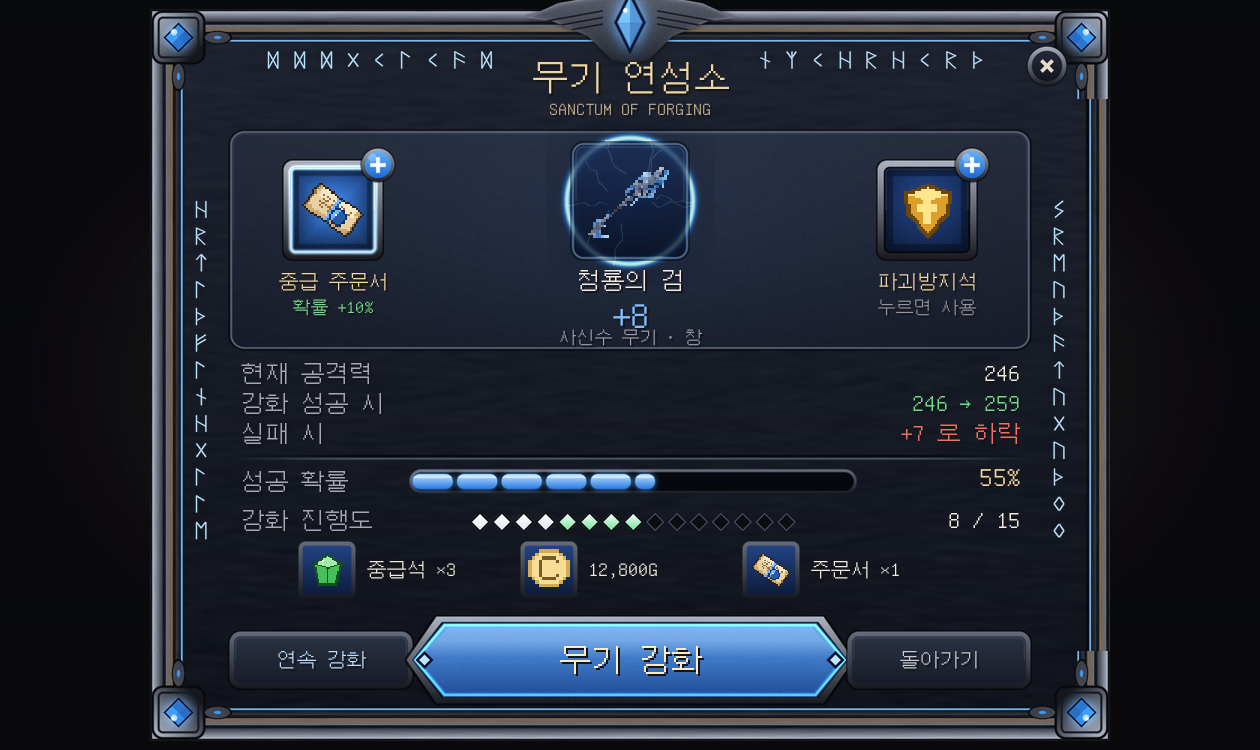 ᛞ ᛞ ᛞ ᚷ ᚲ ᛚ ᚲ ᚨ ᛞ
ᚾ ᛉ ᚲ ᚺ ᚱ ᚺ ᚲ ᚱ ᚦ
무기 연성소
SANCTUM OF FORGING
중급 주문서
확률 +10%
청룡의 검
+8
사신수 무기 · 창
파괴방지석
누르면 사용
ᚺ
ᚱ
ᛏ
ᛚ
ᚦ
ᚠ
ᛚ
ᚾ
ᚺ
ᚷ
ᛚ
ᛚ
ᛖ
ᛊ
ᚱ
ᛖ
ᚢ
ᚦ
ᚨ
ᛏ
ᚢ
ᚷ
ᚢ
ᚦ
ᛜ
ᛜ
현재 공격력 246
강화 성공 시 246 → 259
실패 시 +7 로 하락
성공 확률 55%
강화 진행도 8 / 15
중급석 ×3 12,800G 주문서 ×1
연속 강화
무기 강화
돌아가기